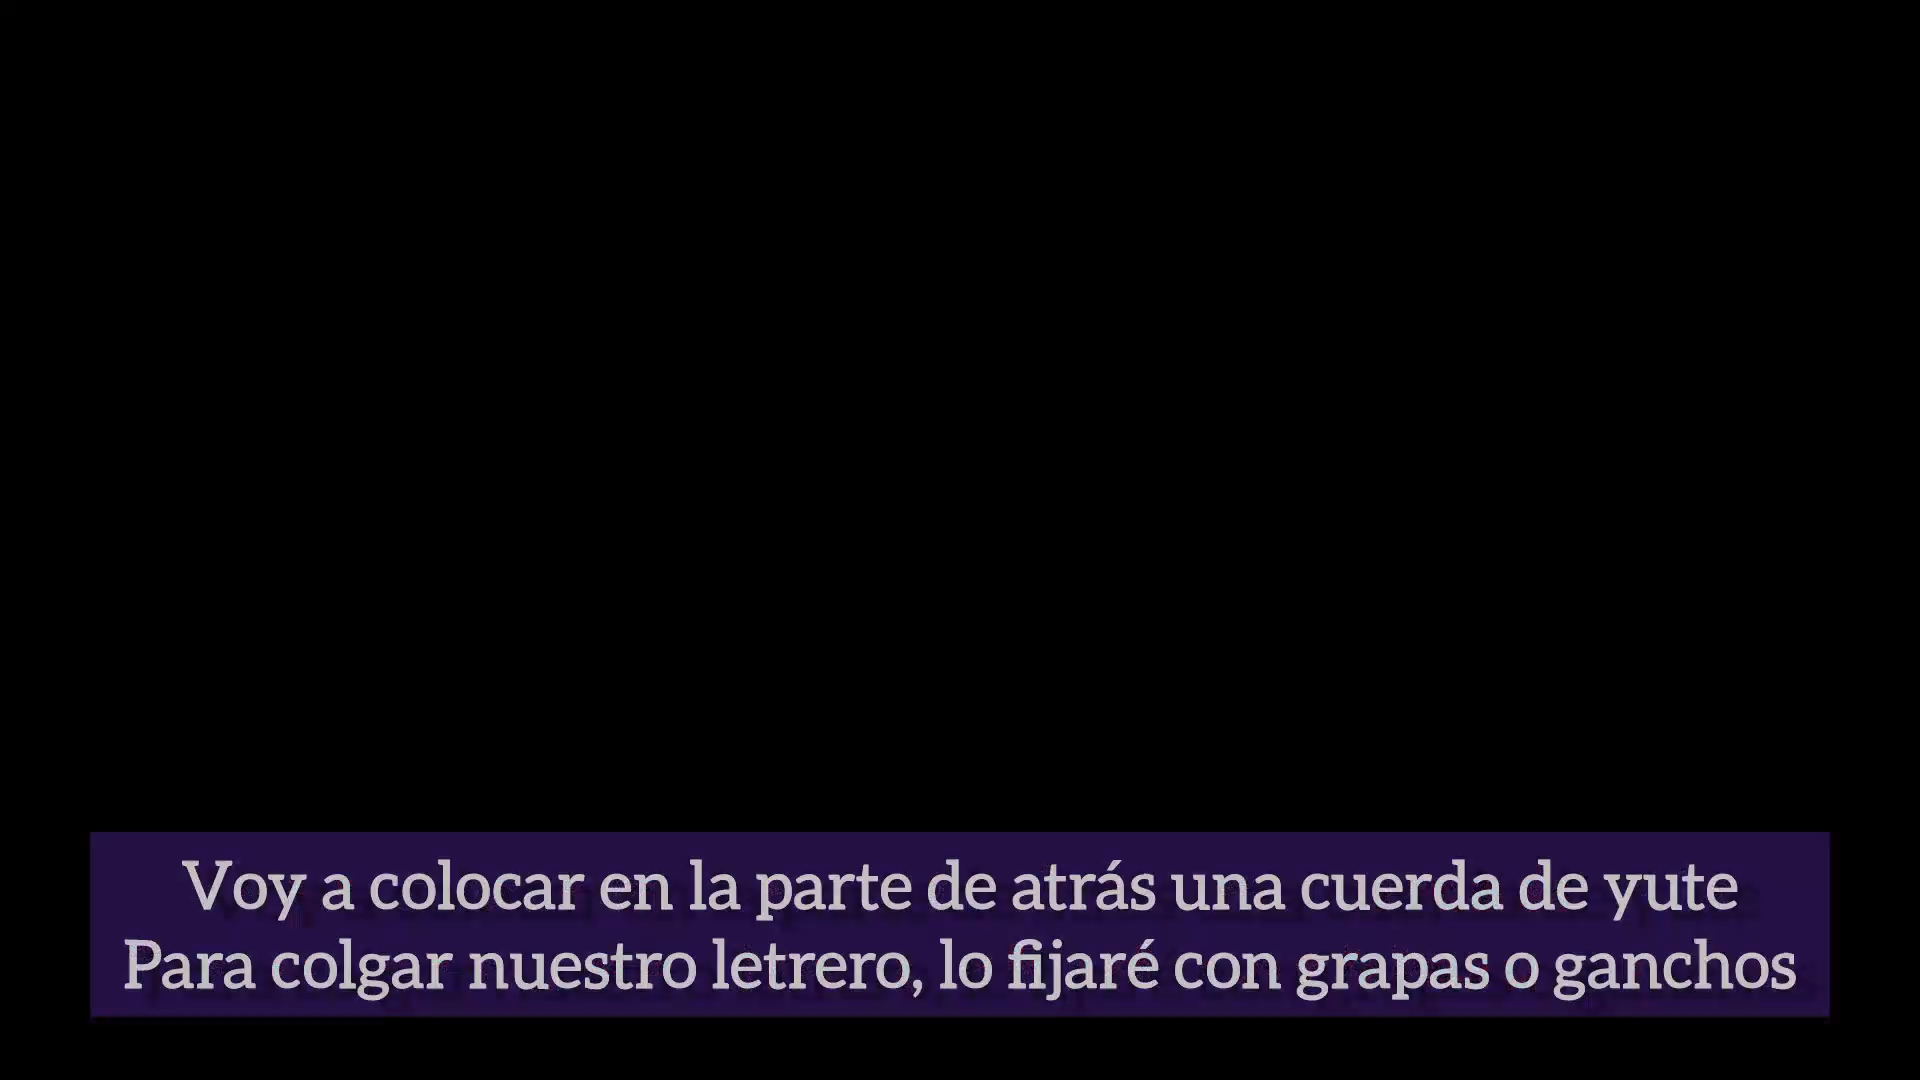 Voy a colocar en la parte de atrás una cuerda de yute
Para colgar nuestro letrero, lo fijaré con grapas o ganchos